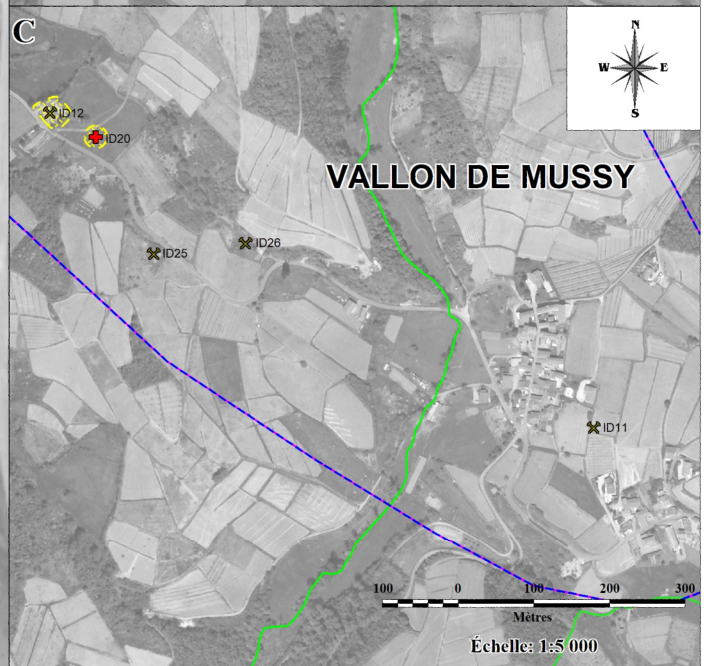 C
N
W E
S
ID12
ID20
VALLON DE MUSSY
ID26
ID25
ID11
100 0 100 200 300
Mètres
Échelle: 1:5 000